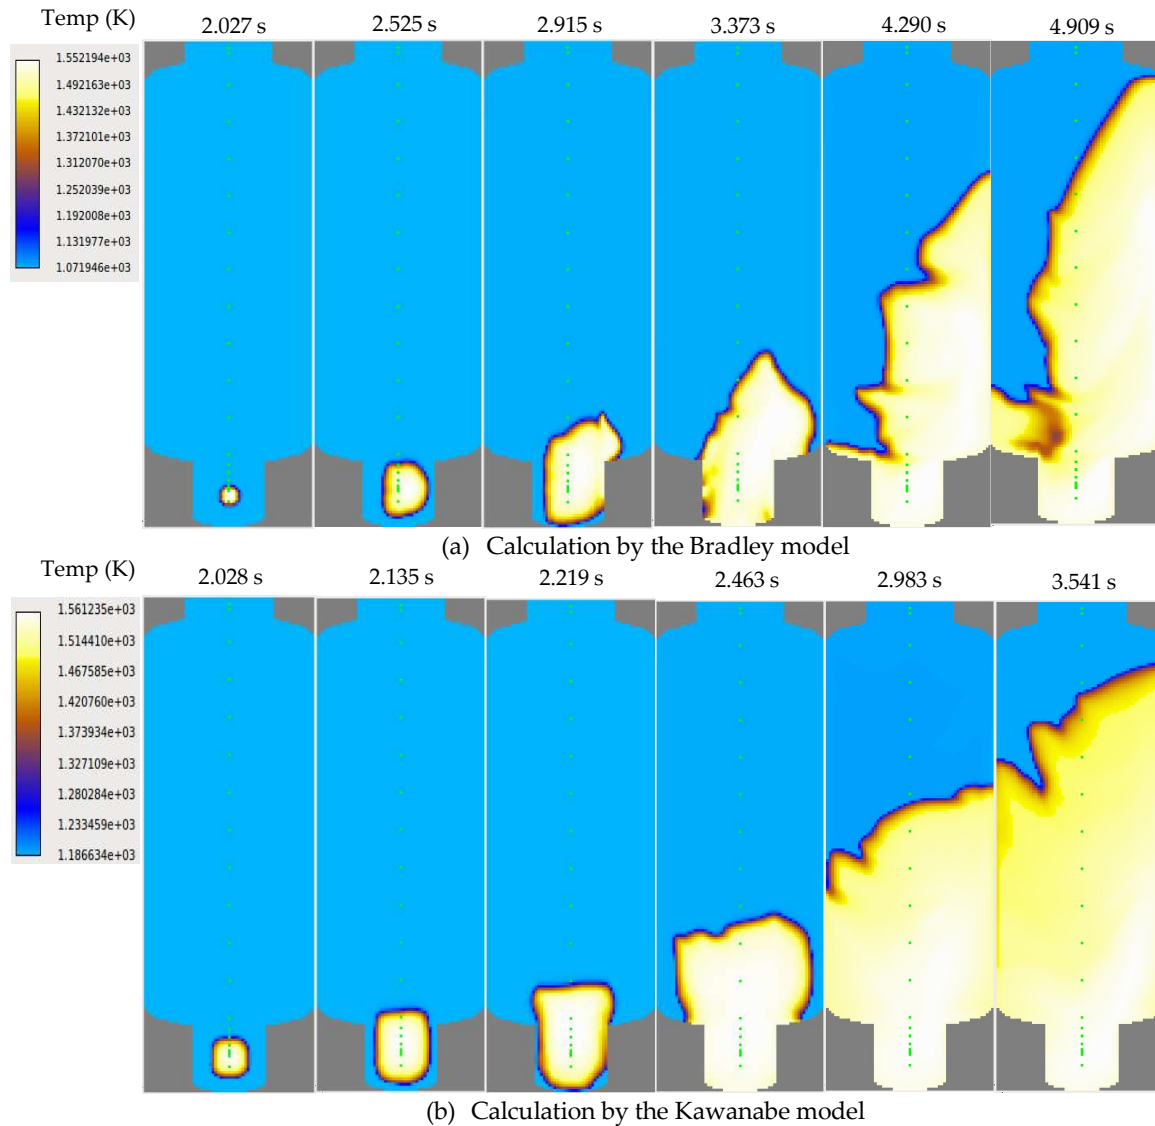 Temp (K)
2.027 s 2.525 s 2.915 s 3.373 s 4.290 s 4.909 s
1.552194e+03
1.492163e+03
1.432132e+03
1.372101e+03
1.312070e+03
1.252039e+03
1.192008e+03
1.131977e+03
1.071946e+03
(a) Calculation by the Bradley model
Temp (K)
2.028 s 2.135 s 2.219 s 2.463 s 2.983 s 3.541 s
1.561235e+03
1.514410e+03
1.467585e+03
1.420760e+03
1.373934e+03
1.327109e+03
1.280284e+03
1.233459e+03
1.186634e+03
(b) Calculation by the Kawanabe model